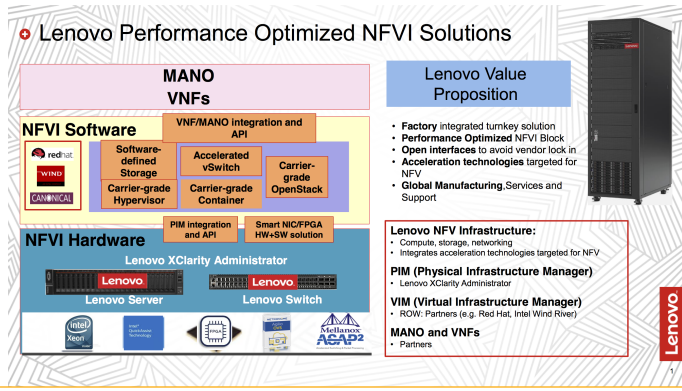 Lenovo Performance Optimized NFVI Solutions
MANO
VNFs
NFVI Software
VNF/MANO integration and
API
redhat
WIND
CANONICAL
Software-
defined
Storage
Accelerated
vSwitch
Carrier-
grade
OpenStack
Carrier-grade
Hypervisor
Carrier-grade
Container
PIM integration
and API
Smart NIC/FPGA
HW+SW solution
NFVI Hardware
Lenovo XClarity Administrator
Lenovo
Lenovo
Lenovo Server
Lenovo Switch
intel
Xeon
Intel
QuickAssist
Technology
FPGA
Mellanox
ASAP2
Lenovo Value
Proposition
• Factory integrated turnkey solution
• Performance Optimized NFVI Block
• Open interfaces to avoid vendor lock in
• Acceleration technologies targeted for
NFV
• Global Manufacturing,Services and
Support
Lenovo NFV Infrastructure:
• Compute, storage, networking
• Integrates acceleration technologies targeted for NFV
PIM (Physical Infrastructure Manager)
• Lenovo XClarity Administrator
VIM (Virtual Infrastructure Manager)
• ROW: Partners (e.g. Red Hat, Intel Wind River)
MANO and VNFs
• Partners
Lenovo
1